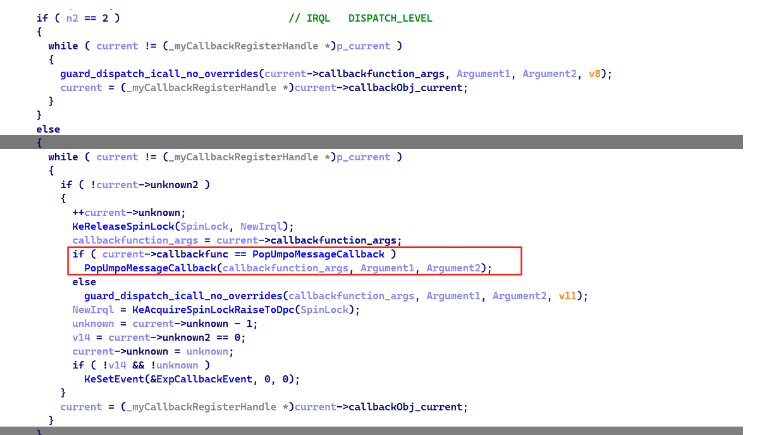 if ( n2 == 2 ) // IRQL DISPATCH_LEVEL
{
while ( current != (_myCallbackRegisterHandle *)p_current )
{
guard_dispatch_icall_no_overrides(current->callbackfunction_args, Argument1, Argument2, v8);
current = (_myCallbackRegisterHandle *)current->callbackObj_current;
}
}
else
{
while ( current != (_myCallbackRegisterHandle *)p_current )
{
if ( !current->unknown2 )
{
++current->unknown;
KeReleaseSpinLock(SpinLock, NewIrql);
callbackfunction_args = current->callbackfunction_args;
if ( current->callbackfunc == PopUmpoMessageCallback )
PopUmpoMessageCallback(callbackfunction_args, Argument1, Argument2);
else
guard_dispatch_icall_no_overrides(callbackfunction_args, Argument1, Argument2, v11);
NewIrql = KeAcquireSpinLockRaiseToDpc(SpinLock);
unknown = current->unknown - 1;
v14 = current->unknown2 == 0;
current->unknown = unknown;
if ( !v14 && !unknown )
KeSetEvent(&ExpCallbackEvent, 0, 0);
}
current = (_myCallbackRegisterHandle *)current->callbackObj_current;
}
}